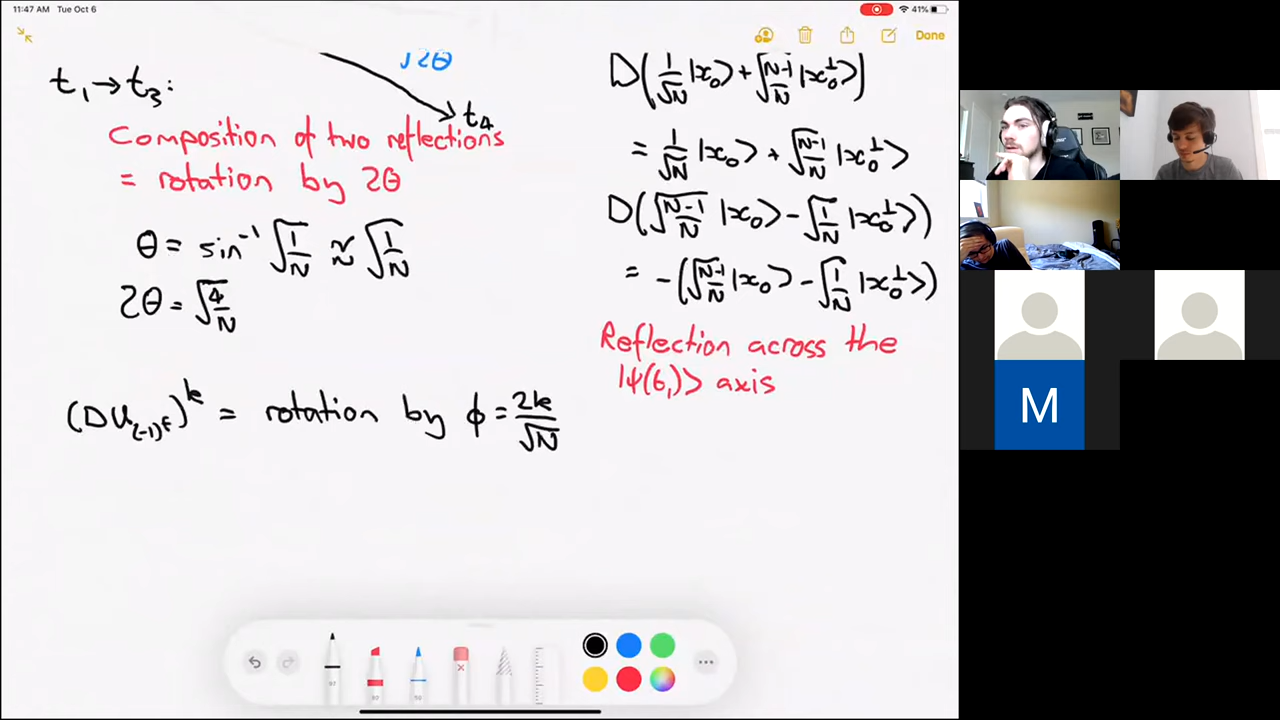 11:47 AM Tue Oct 6
41%
Done
√2θ
t₄
t₁ → t₃:
Composition of two reflections
= rotation by 2θ
θ = sin⁻¹ √(1/N) ≈ √(1/N)
2θ = √(4/N)
(DU₍₋₁₎f)ᵏ = rotation by ϕ = 2k/√N
D(1/√N |x₀> + √(N-1/N) |x₀⊥>)
= 1/√N |x₀> + √(N-1/N) |x₀⊥>
D(√(N-1/N) |x₀> - √(1/N) |x₀⊥>)
= -(√(N-1/N) |x₀> - √(1/N) |x₀⊥>)
Reflection across the
|ψ(t₁)> axis
M